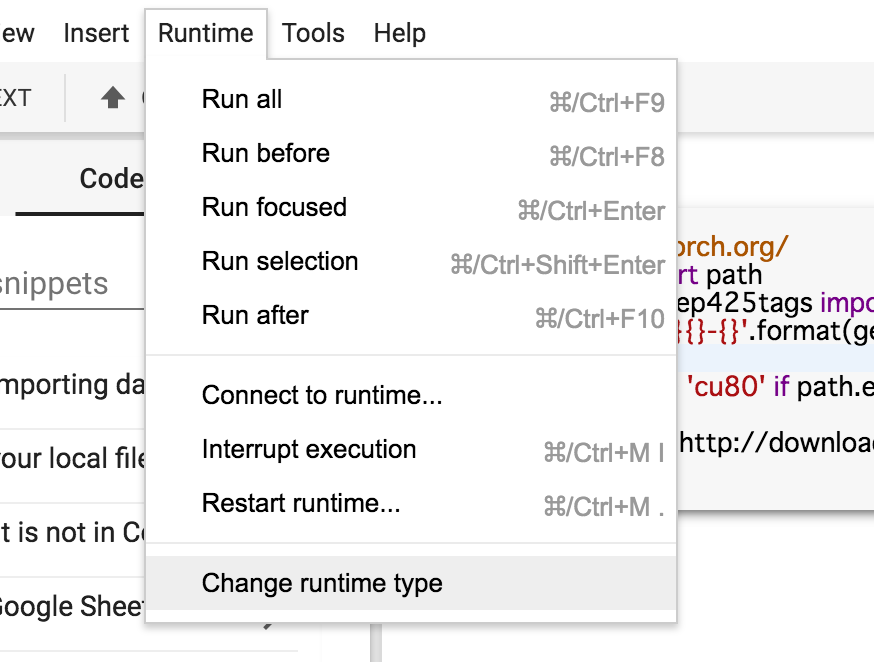 ew Insert Runtime Tools Help
EXT
Run all ⌘/Ctrl+F9
Run before ⌘/Ctrl+F8
Code
Run focused ⌘/Ctrl+Enter
Run selection ⌘/Ctrl+Shift+Enter
snippets
Run after ⌘/Ctrl+F10
orch.org/
rt path
ep425tags impo
}{}-{}'.format(ge
'cu80' if path.e
http://downloa
mporting da
Connect to runtime...
our local file
Interrupt execution ⌘/Ctrl+M I
Restart runtime... ⌘/Ctrl+M .
t is not in Co
Change runtime type
Google Sheet